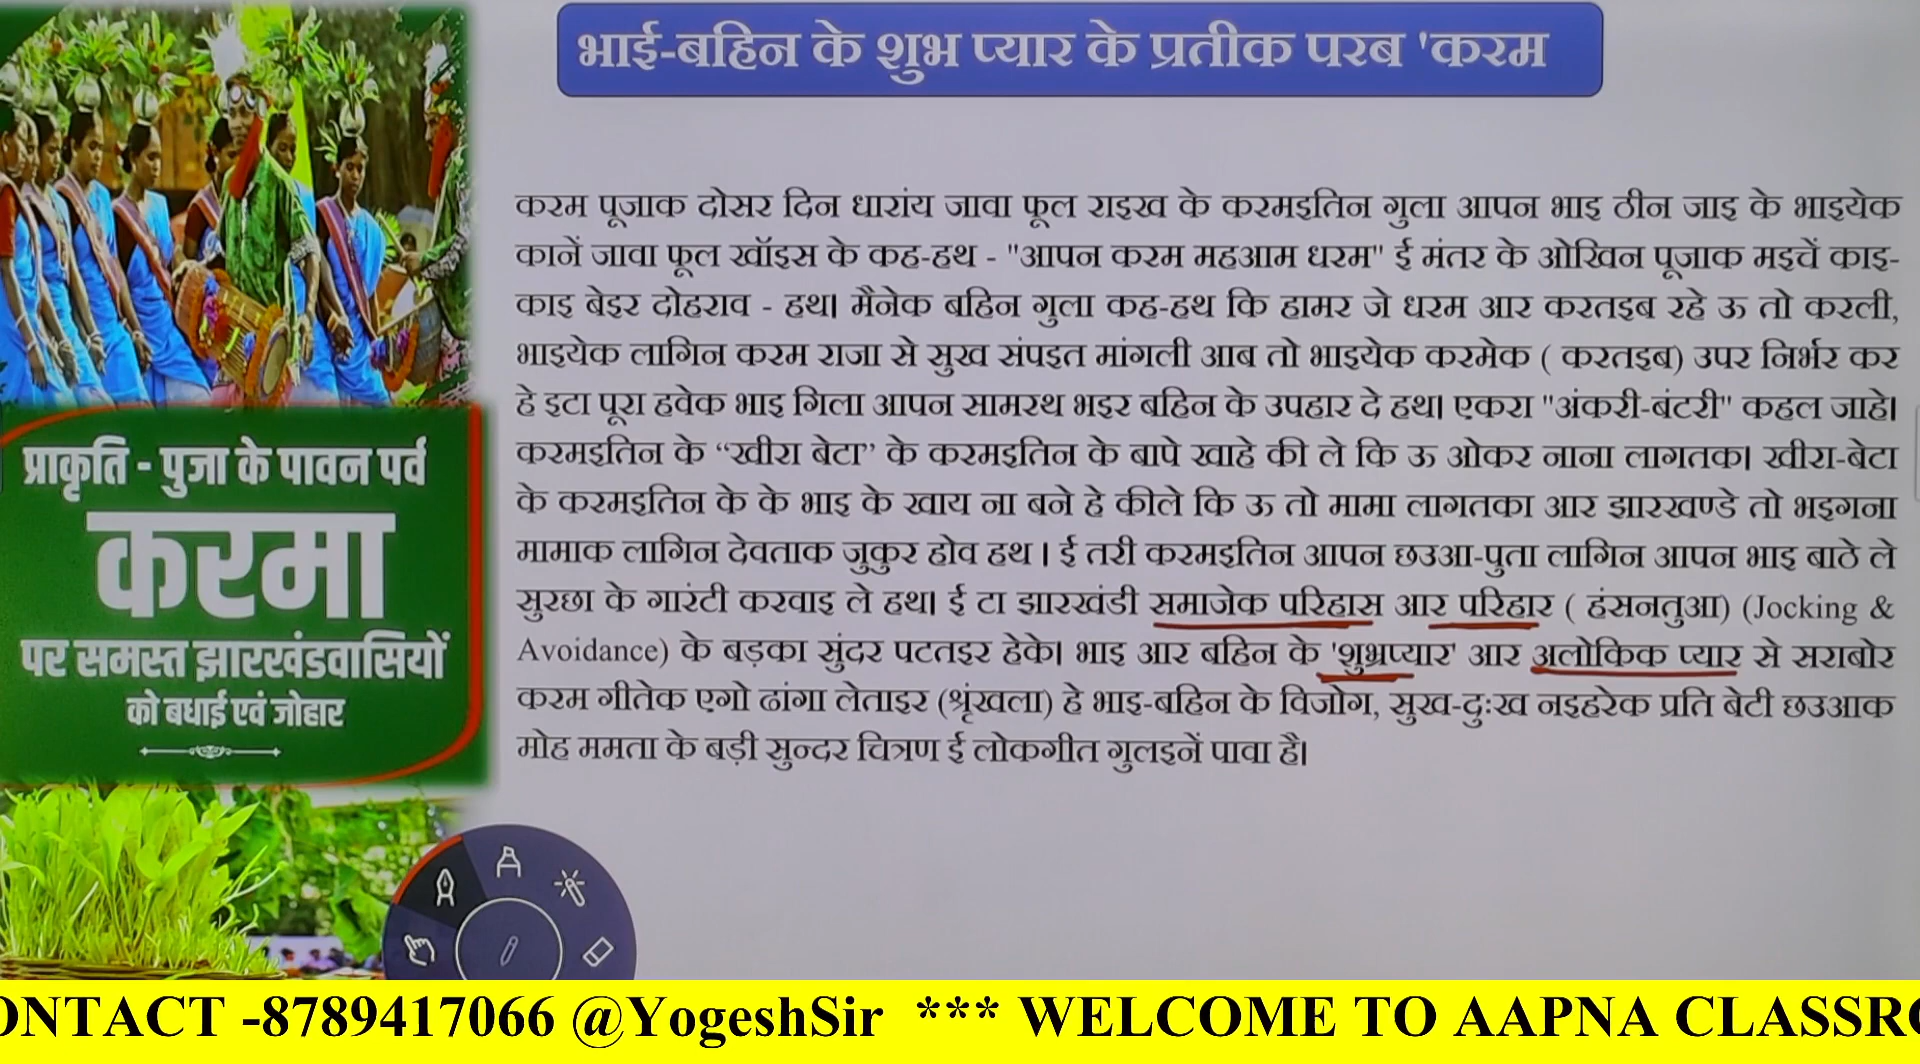 भाई-बहिन के शुभ प्यार के प्रतीक परब 'करम
करम पूजाक दोसर दिन धारांय जावा फूल राइख के करमइतिन गुला आपन भाइ ठीन जाइ के भाइयेक
कानें जावा फूल खॉइस के कह-हथ - "आपन करम महआम धरम" ई मंतर के ओखिन पूजाक मइचें काइ-
काइ बेइर दोहराव - हथ। मैनेक बहिन गुला कह-हथ कि हामर जे धरम आर करतइब रहे ऊ तो करली,
भाइयेक लागिन करम राजा से सुख संपइत मांगली आब तो भाइयेक करमेक ( करतइब) उपर निर्भर कर
हे इटा पूरा हवेक भाइ गिला आपन सामरथ भइर बहिन के उपहार दे हथ। एकरा "अंकरी-बंटरी" कहल जाहे।
करमइतिन के “खीरा बेटा” के करमइतिन के बापे खाहे की ले कि ऊ ओकर नाना लागतक। खीरा-बेटा
के करमइतिन के के भाइ के खाय ना बने हे कीले कि ऊ तो मामा लागतका आर झारखण्डे तो भइगना
मामाक लागिन देवताक जुकुर होव हथ । ई तरी करमइतिन आपन छउआ-पुता लागिन आपन भाइ बाठे ले
सुरछा के गारंटी करवाइ ले हथ। ई टा झारखंडी समाजेक परिहास आर परिहार ( हंसनतुआ) (Jocking &
Avoidance) के बड़का सुंदर पटतइर हेके। भाइ आर बहिन के 'शुभ्रप्यार' आर अलोकिक प्यार से सराबोर
करम गीतेक एगो ढांगा लेताइर (श्रृंखला) हे भाइ-बहिन के विजोग, सुख-दुःख नइहरेक प्रति बेटी छउआक
मोह ममता के बड़ी सुन्दर चित्रण ई लोकगीत गुलइनें पावा है।
प्राकृति - पुजा के पावन पर्व
करमा
पर समस्त झारखंडवासियों
को बधाई एवं जोहार
ONTACT -8789417066 @YogeshSir *** WELCOME TO AAPNA CLASSRO